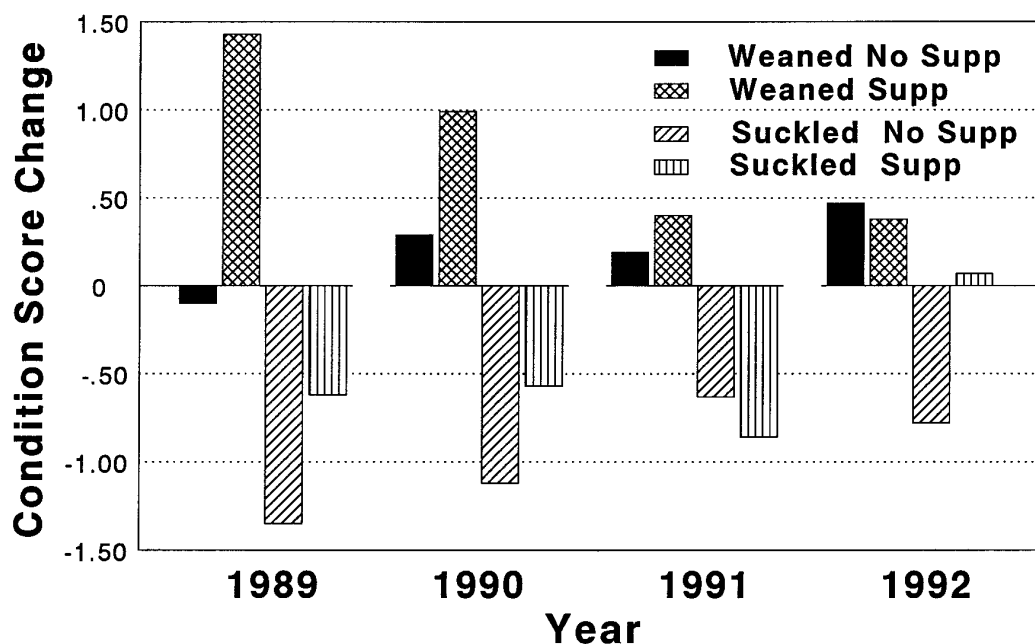 Condition Score Change
1.50
1.00
.50
0
-.50
-1.00
-1.50
Weaned No Supp
Weaned Supp
Suckled No Supp
Suckled Supp
1989 1990 1991 1992
Year